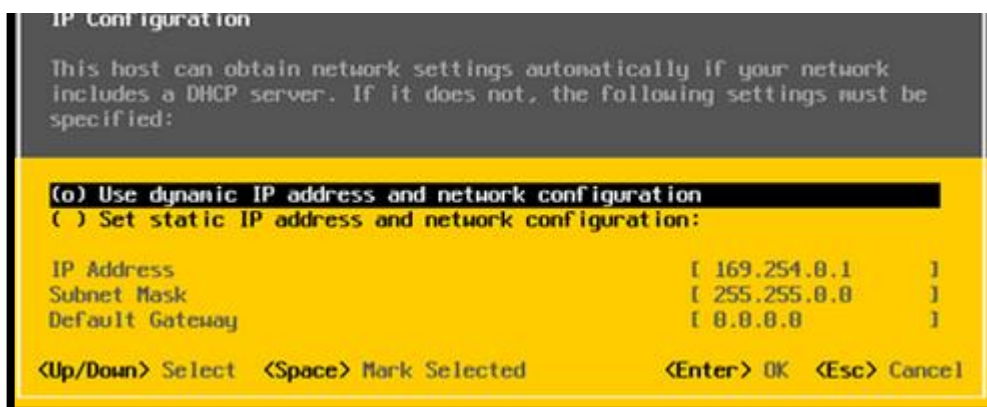 IP Configuration
This host can obtain network settings automatically if your network
includes a DHCP server. If it does not, the following settings must be
specified:
(o) Use dynamic IP address and network configuration
( ) Set static IP address and network configuration:
IP Address [ 169.254.0.1 ]
Subnet Mask [ 255.255.0.0 ]
Default Gateway [ 0.0.0.0 ]
<Up/Down> Select <Space> Mark Selected <Enter> OK <Esc> Cancel